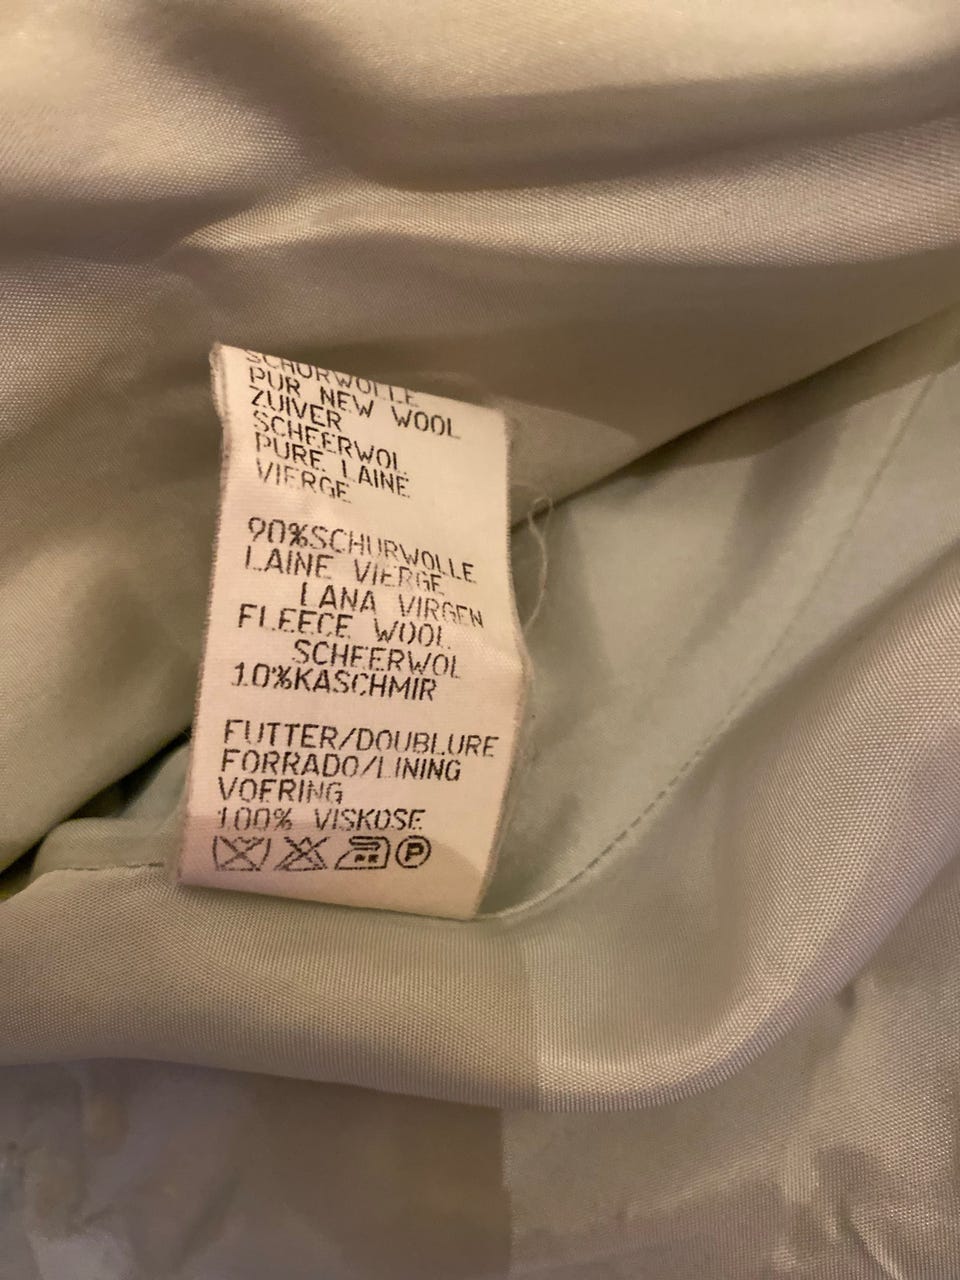 SCHURWOLLE
PUR NEW WOOL
ZUIVER
SCHEERWOL
PURE LAINE
VIERGE
90%SCHURWOLLE
LAINE VIERGE
LANA VIRGEN
FLEECE WOOL
SCHEERWOL
10%KASCHMIR
FUTTER/DOUBLURE
FORRADO/LINING
VOERING
100% VISKOSE
P